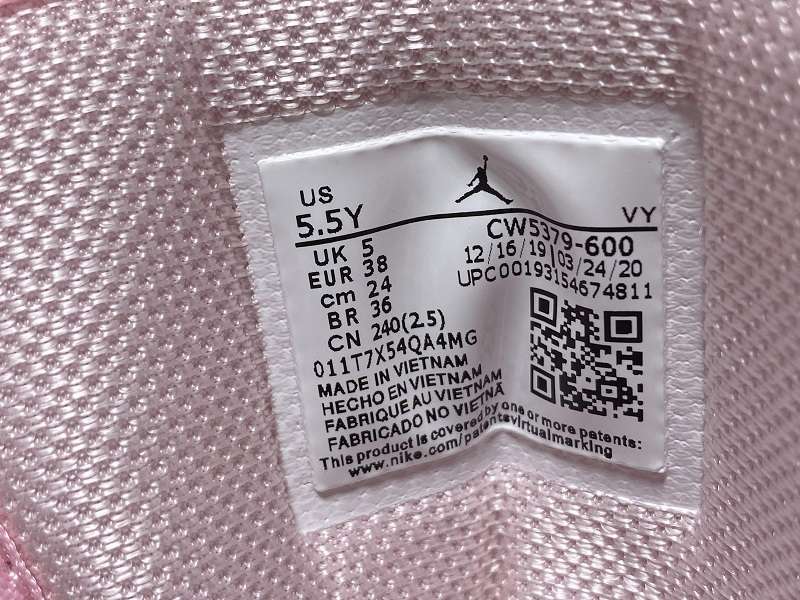 US
5.5Y
VY
UK 5
EUR 38
cm 24
BR 36
CN 240(2.5)
CW5379-600
12/16/19 03/24/20
UPC00193154674811
011T7X54QA4MG
MADE IN VIETNAM
HECHO EN VIETNAM
FABRIQUE AU VIETNAM
FABRICADO NO VIETNÃ
This product is covered by one or more patents:
www.nike.com/patentsvirtualmarking